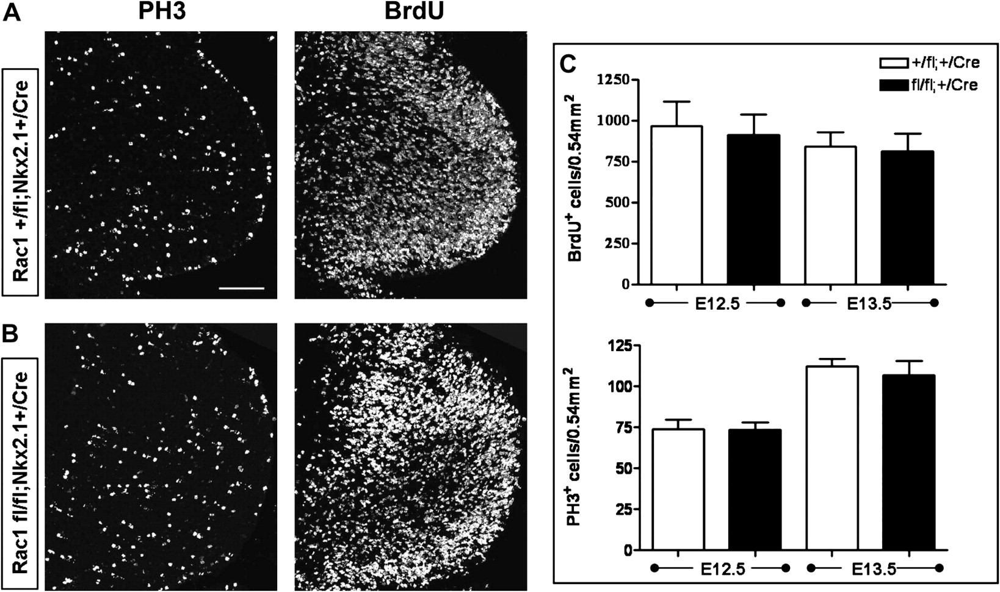 A
PH3
BrdU
Rac1 +/fl;Nkx2.1+/Cre
B
Rac1 fl/fl;Nkx2.1+/Cre
C
+/fl;+/Cre
fl/fl;+/Cre
BrdU+ cells/0.54mm2
1250
1000
750
500
250
0
E12.5
E13.5
PH3+ cells/0.54mm2
125
100
75
50
25
0
E12.5
E13.5